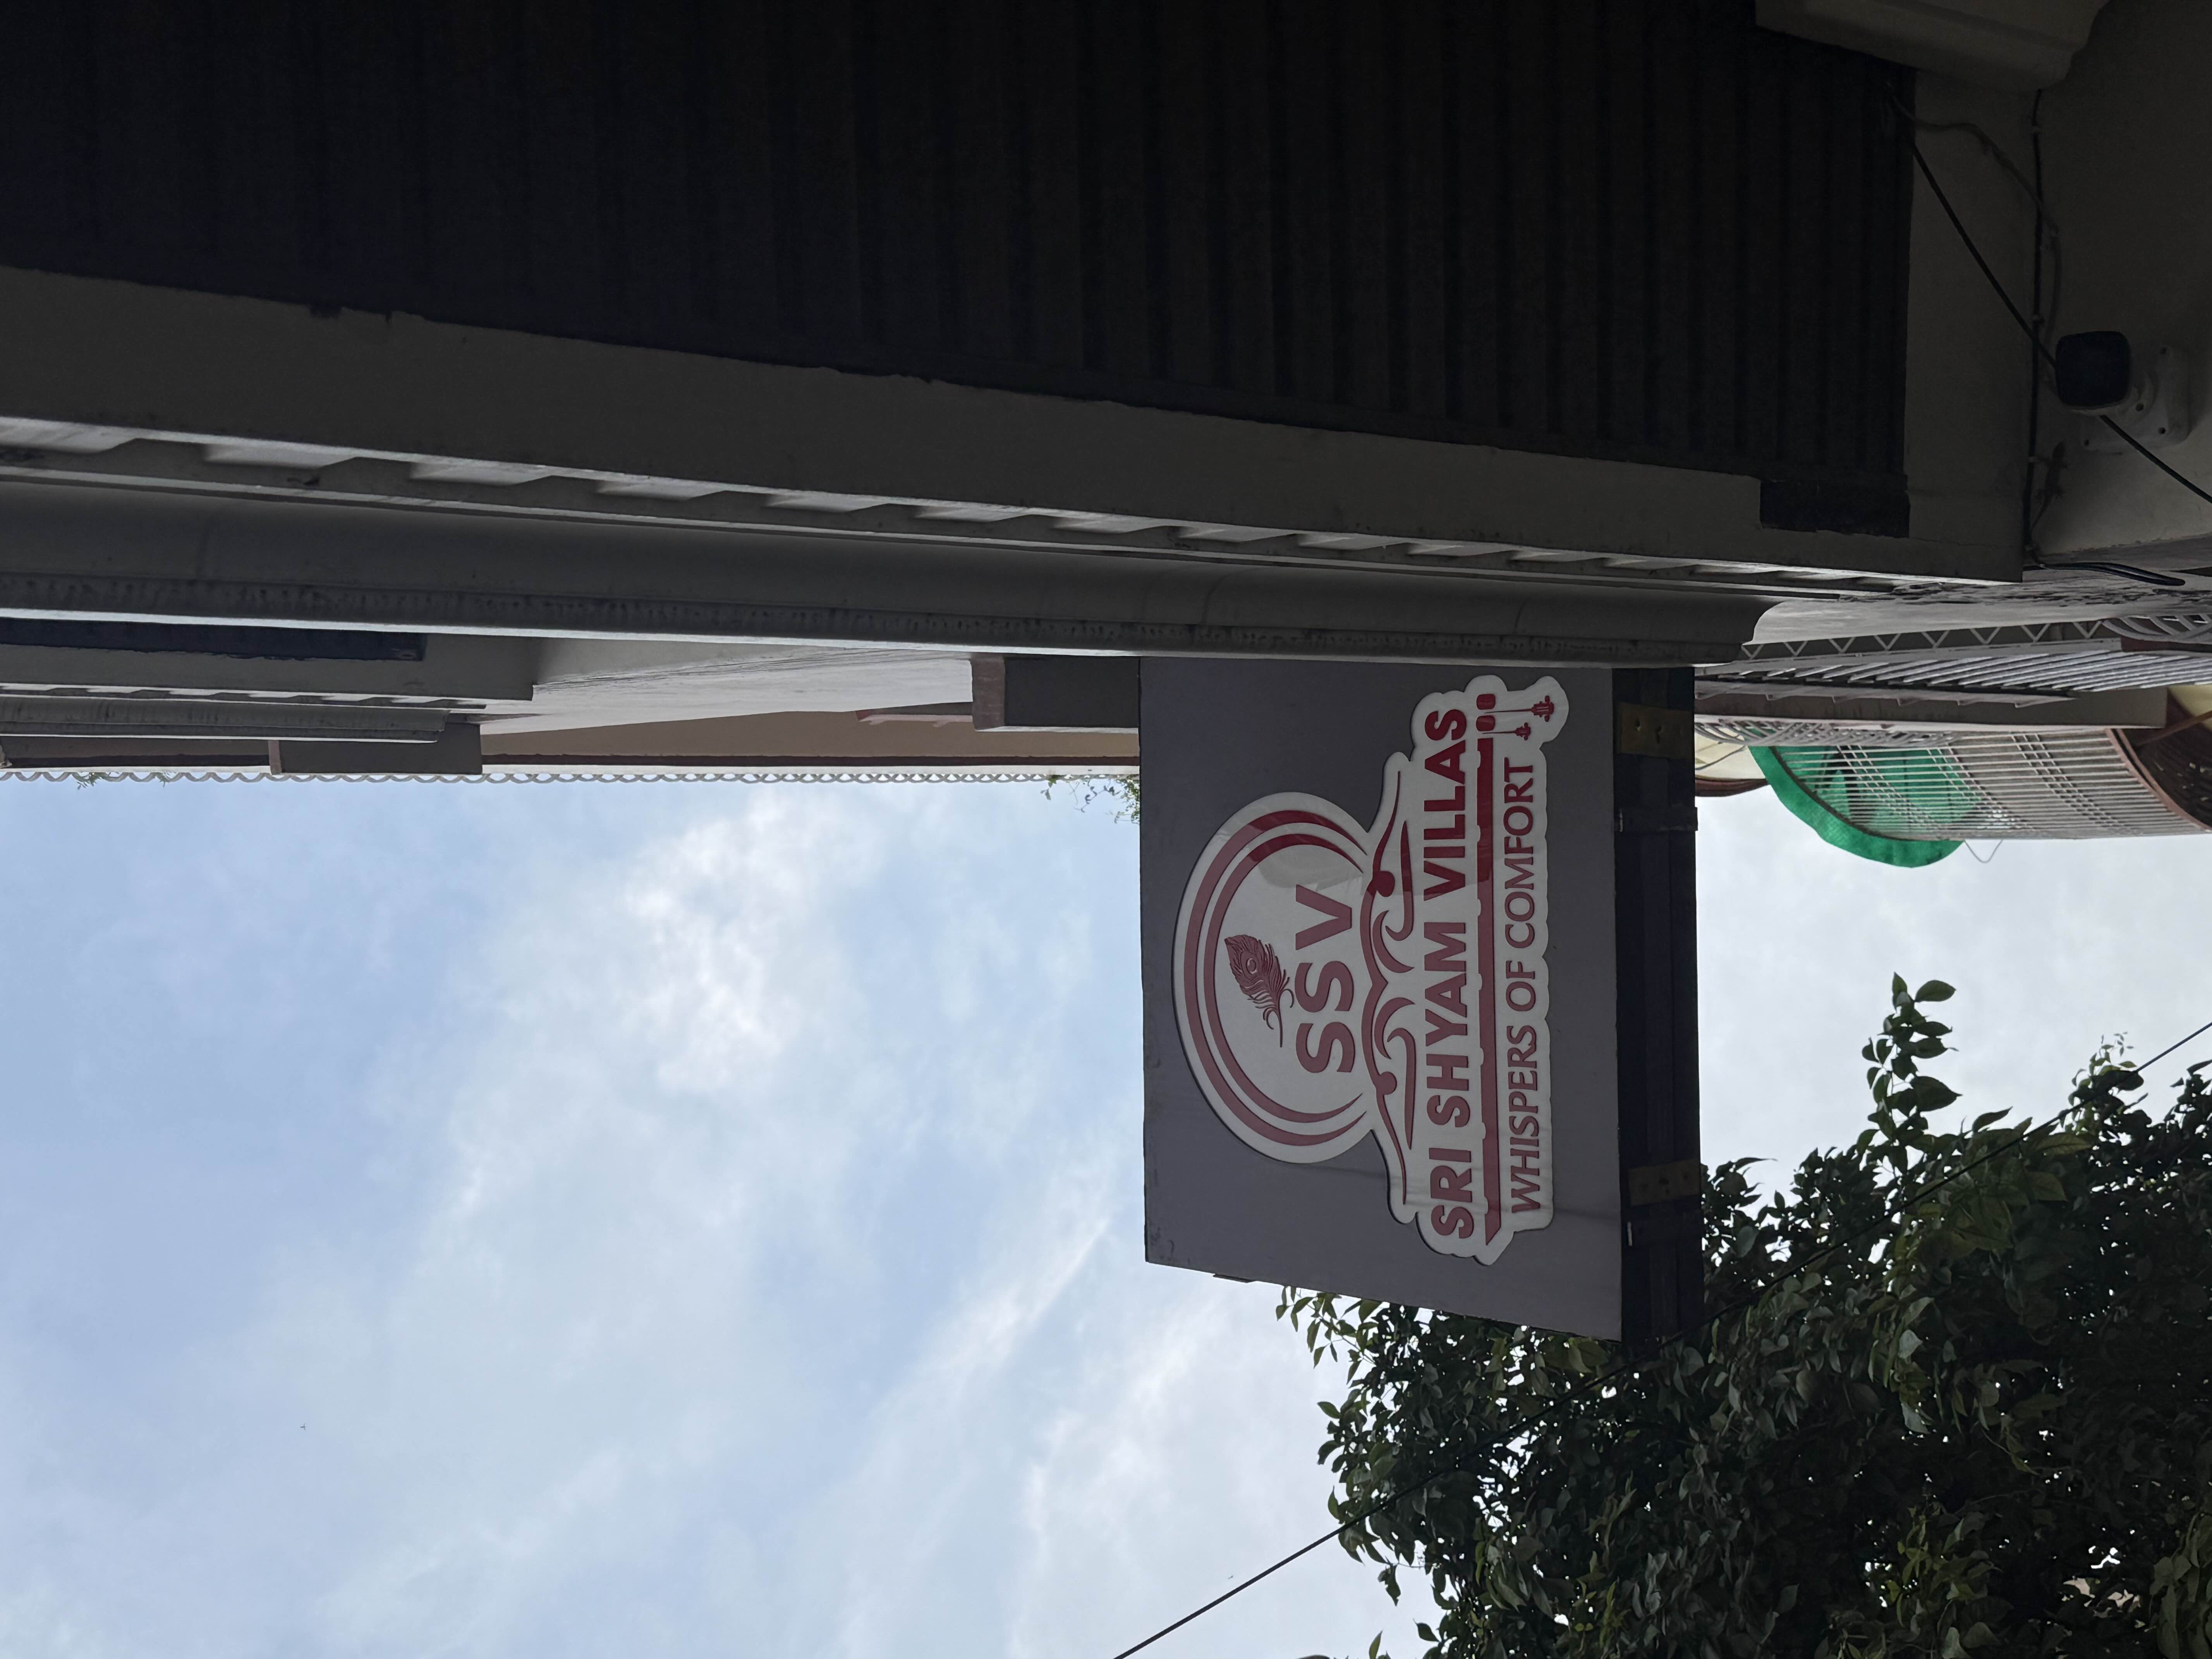 SSV
SRI SHYAM VILLAS
WHISPERS OF COMFORT